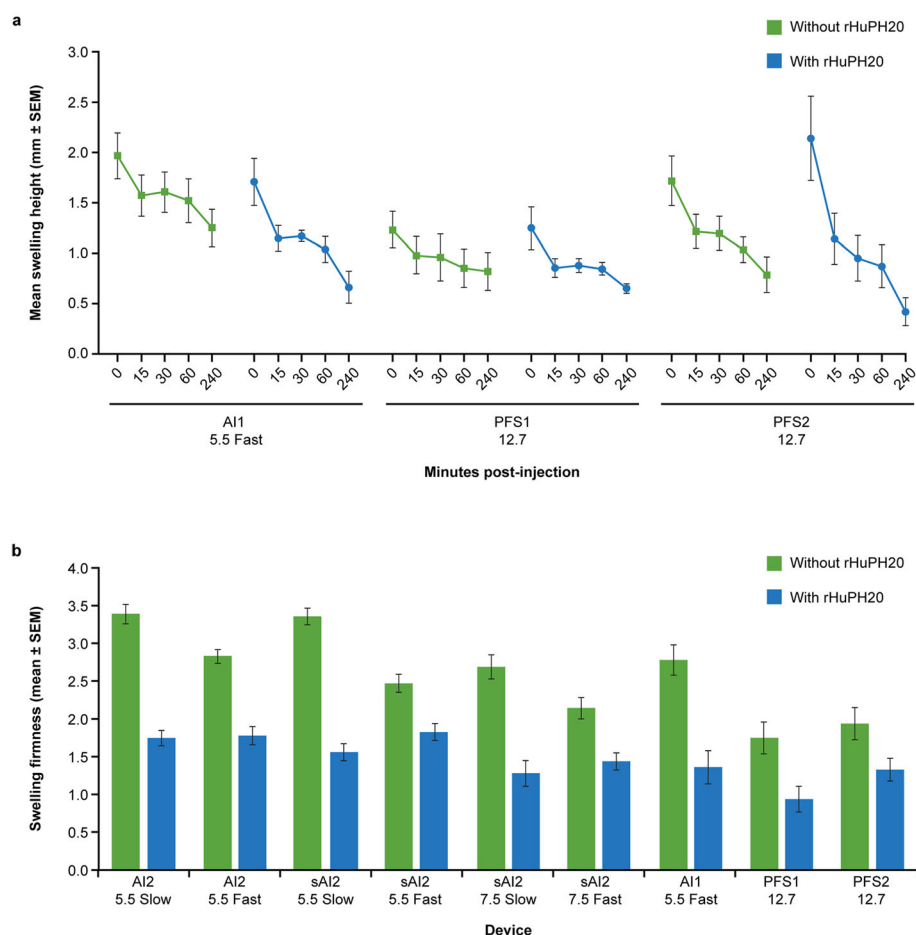 a
Without rHuPH20
With rHuPH20
Mean swelling height (mm ± SEM)
3.0
2.5
2.0
1.5
1.0
0.5
0.0
0 15 30 60 240 0 15 30 60 240 0 15 30 60 240 0 15 30 60 240 0 15 30 60 240 0 15 30 60 240
AI1 PFS1 PFS2
5.5 Fast 12.7 12.7
Minutes post-injection
b
Without rHuPH20
With rHuPH20
Swelling firmness (mean ± SEM)
4.0
3.5
3.0
2.5
2.0
1.5
1.0
0.5
0.0
AI2 AI2 sAI2 sAI2 sAI2 sAI2 AI1 PFS1 PFS2
5.5 Slow 5.5 Fast 5.5 Slow 5.5 Fast 7.5 Slow 7.5 Fast 5.5 Fast 12.7 12.7
Device